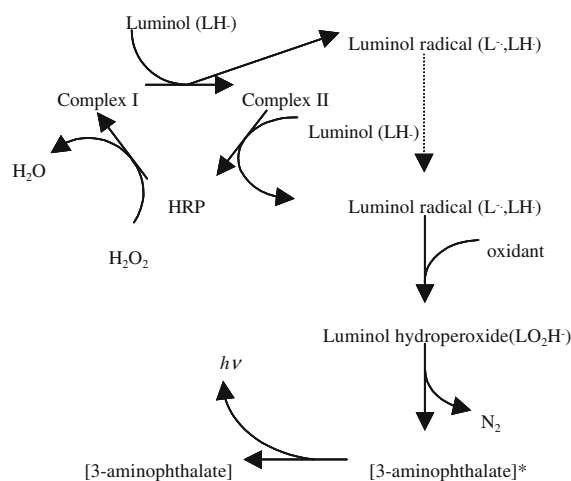 Luminol (LH-)
Luminol radical (L-·,LH·)
Complex I
Complex II
Luminol (LH-)
H₂O
HRP
Luminol radical (L-·,LH·)
H₂O₂
oxidant
Luminol hydroperoxide(LO₂H-)
hν
N₂
[3-aminophthalate]
[3-aminophthalate]*